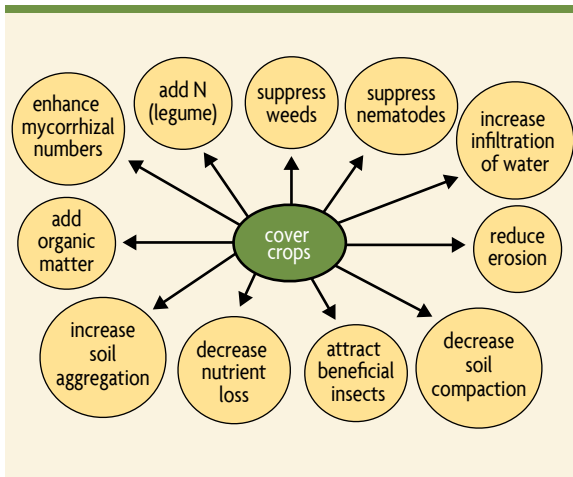 enhance
mycorrhizal
numbers
add N
(legume)
suppress
weeds
suppress
nematodes
increase
infiltration
of water
add
organic
matter
cover
crops
reduce
erosion
increase
soil
aggregation
decrease
nutrient
loss
attract
beneficial
insects
decrease
soil
compaction